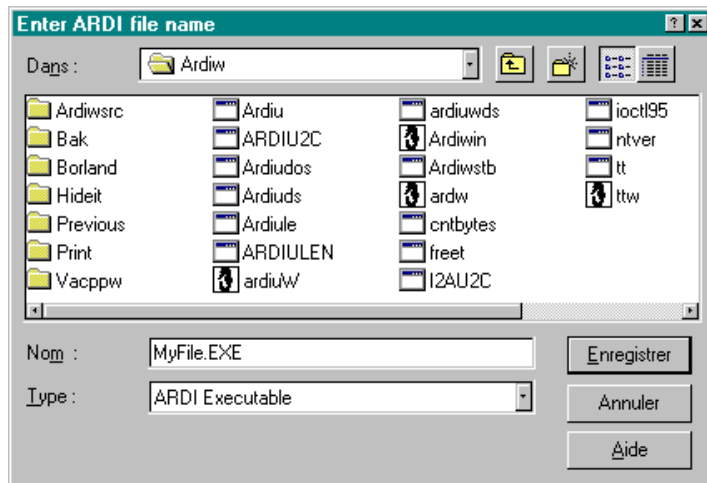 Enter ARDI file name
Dans : Ardiw
Ardiwsrc Ardiu ardiuwds ioctl95
Bak ARDIU2C Ardiwin ntver
Borland Ardiudos Ardiwstb tt
Hideit Ardiuds ardw ttw
Previous Ardiule cntbytes
Print ARDIULEN freet
Vacppw ardiuW I2AU2C
Nom : MyFile.EXE Enregistrer
Type : ARDI Executable Annuler
Aide